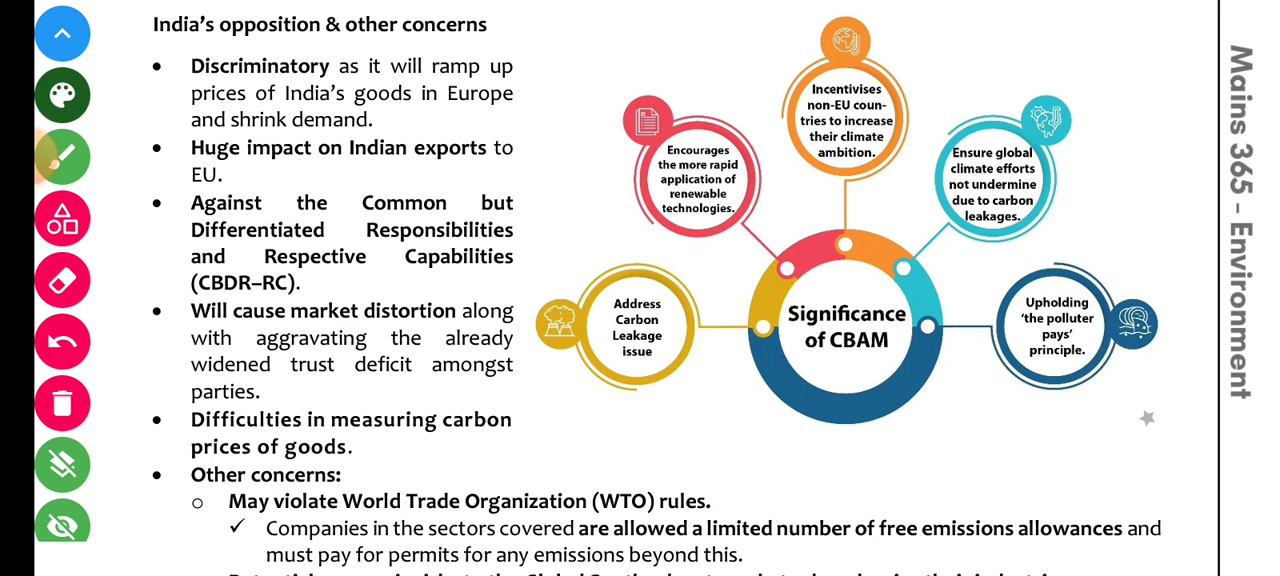 India's opposition & other concerns
• Discriminatory as it will ramp up
prices of India's goods in Europe
and shrink demand.
• Huge impact on Indian exports to
EU.
• Against the Common but
Differentiated Responsibilities
and Respective Capabilities
(CBDR–RC).
• Will cause market distortion along
with aggravating the already
widened trust deficit amongst
parties.
• Difficulties in measuring carbon
prices of goods.
• Other concerns:
o May violate World Trade Organization (WTO) rules.
✓ Companies in the sectors covered are allowed a limited number of free emissions allowances and
must pay for permits for any emissions beyond this.
Address
Carbon
Leakage
issue
Encourages
the more rapid
application of
renewable
technologies.
Incentivises
non-EU coun-
tries to increase
their climate
ambition.
Ensure global
climate efforts
not undermine
due to carbon
leakages.
Upholding
'the polluter
pays'
principle.
Significance
of CBAM
Mains 365 – Environment